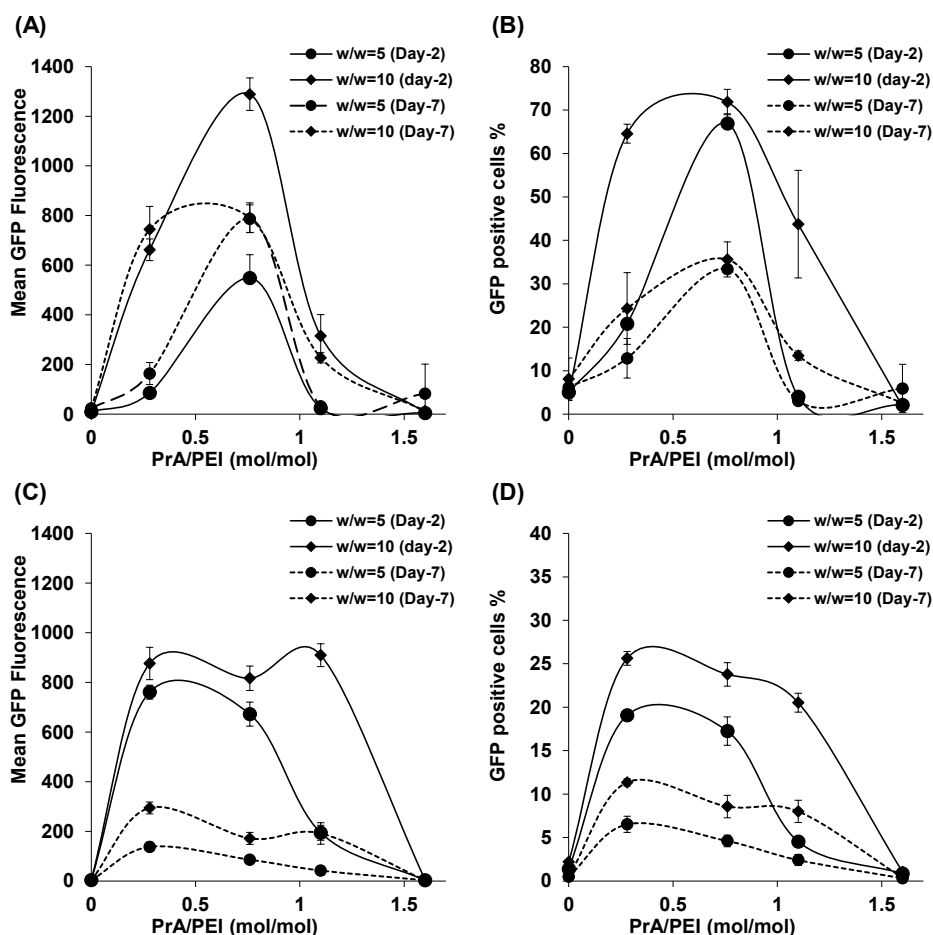 (A)
w/w=5 (Day-2)
w/w=10 (day-2)
w/w=5 (Day-7)
w/w=10 (Day-7)
1400
1200
1000
800
600
400
200
0
Mean GFP Fluorescence
0 0.5 1 1.5
PrA/PEI (mol/mol)
(B)
w/w=5 (Day-2)
w/w=10 (day-2)
w/w=5 (Day-7)
w/w=10 (Day-7)
80
70
60
50
40
30
20
10
0
GFP positive cells %
0 0.5 1 1.5
PrA/PEI (mol/mol)
(C)
w/w=5 (Day-2)
w/w=10 (day-2)
w/w=5 (Day-7)
w/w=10 (Day-7)
1400
1200
1000
800
600
400
200
0
Mean GFP Fluorescence
0 0.5 1 1.5
PrA/PEI (mol/mol)
(D)
w/w=5 (Day-2)
w/w=10 (day-2)
w/w=5 (Day-7)
w/w=10 (Day-7)
40
35
30
25
20
15
10
5
0
GFP positive cells %
0 0.5 1 1.5
PrA/PEI (mol/mol)